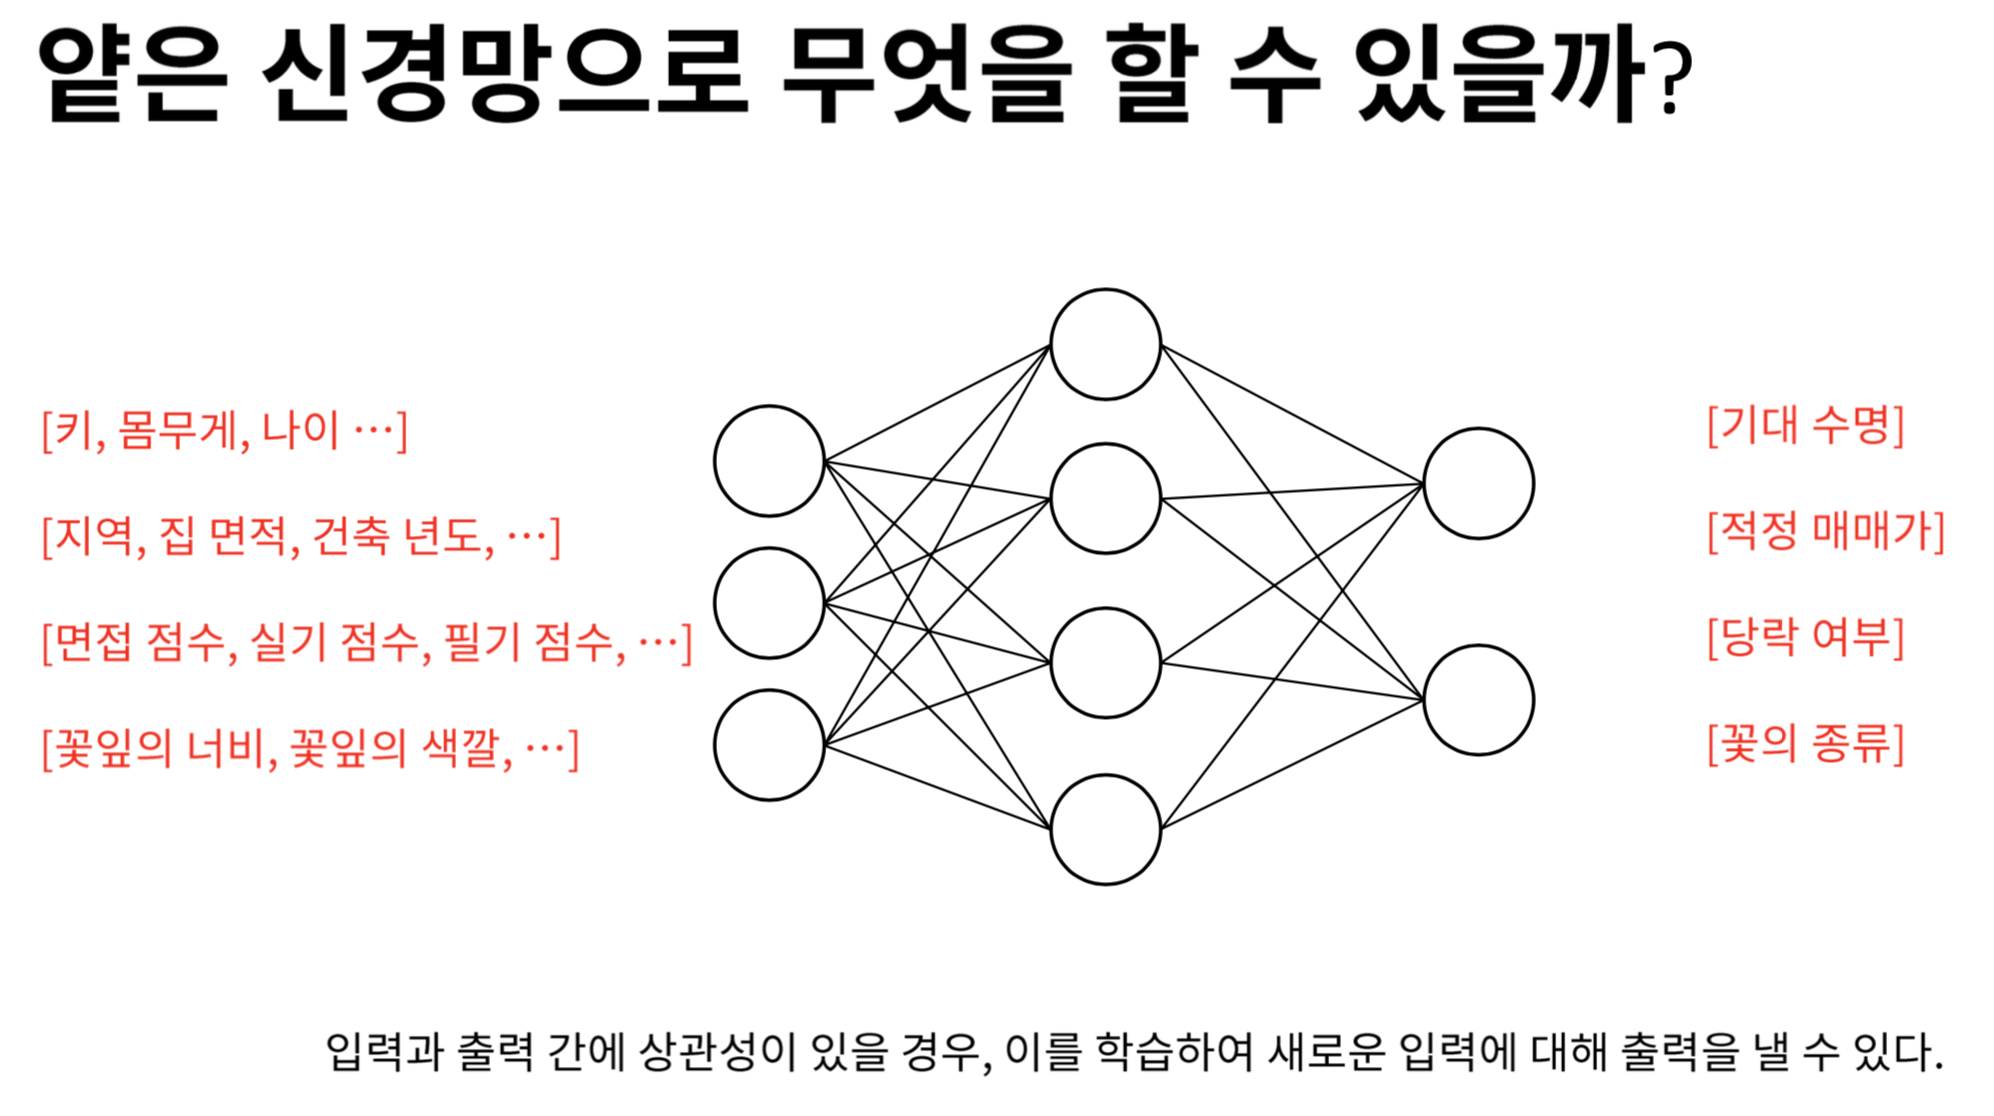 얕은 신경망으로 무엇을 할 수 있을까?
[키, 몸무게, 나이 …]
[지역, 집 면적, 건축 년도, …]
[면접 점수, 실기 점수, 필기 점수, …]
[꽃잎의 너비, 꽃잎의 색깔, …]
[기대 수명]
[적정 매매가]
[당락 여부]
[꽃의 종류]
입력과 출력 간에 상관성이 있을 경우, 이를 학습하여 새로운 입력에 대해 출력을 낼 수 있다.